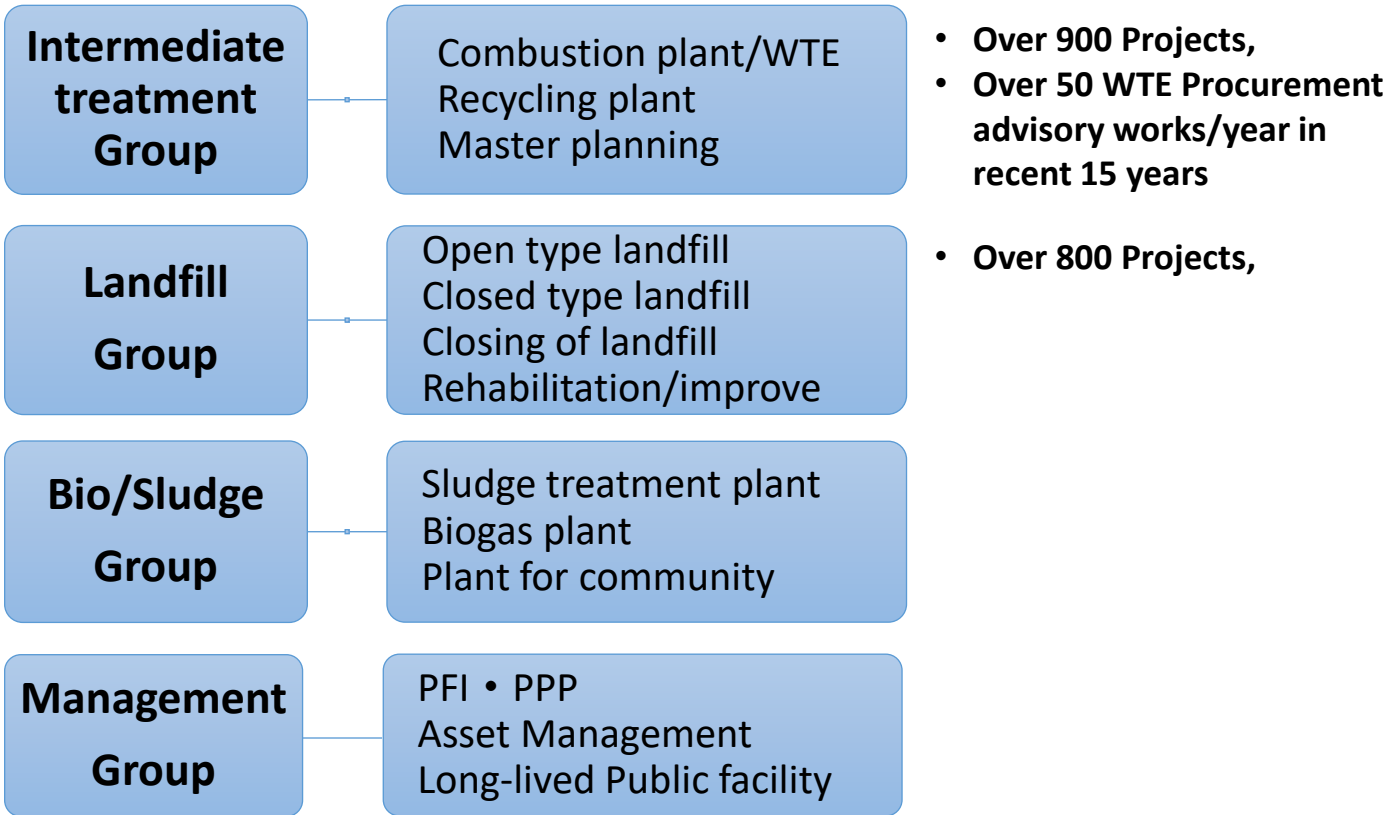 Intermediate
treatment
Group
Combustion plant/WTE
Recycling plant
Master planning
• Over 900 Projects,
• Over 50 WTE Procurement
advisory works/year in
recent 15 years
Landfill
Group
Open type landfill
Closed type landfill
Closing of landfill
Rehabilitation/improve
• Over 800 Projects,
Bio/Sludge
Group
Sludge treatment plant
Biogas plant
Plant for community
Management
Group
PFI・PPP
Asset Management
Long-lived Public facility